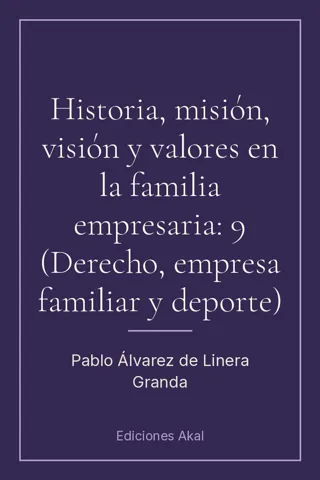 Historia, misión,
visión y valores en
la familia
empresaria: 9
(Derecho, empresa
familiar y deporte)
Pablo Álvarez de Linera
Granda
Ediciones Akal